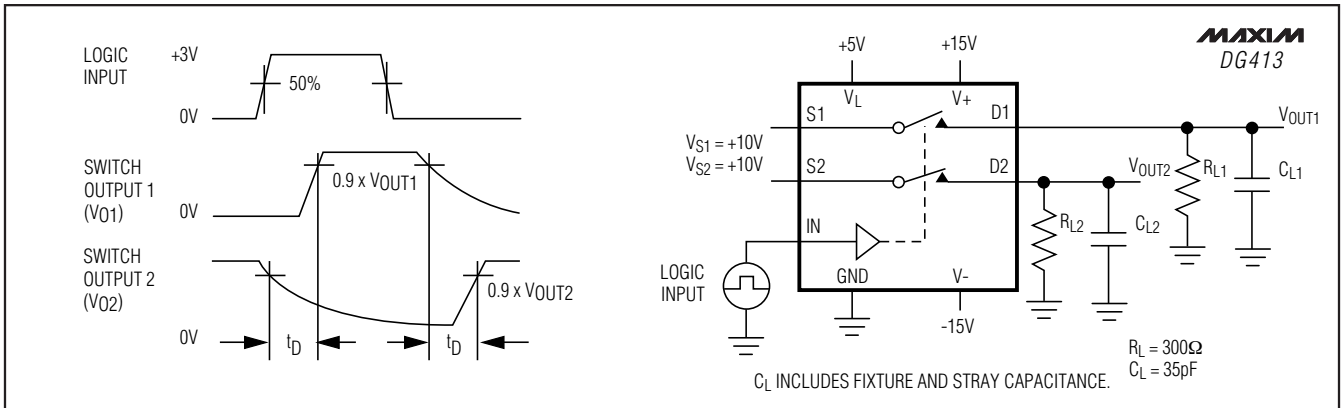 LOGIC INPUT
+3V
50%
0V
SWITCH OUTPUT 1 (VO1)
0.9 x VOUT1
0V
SWITCH OUTPUT 2 (VO2)
0.9 x VOUT2
0V
tD
tD
MAXIM
DG413
+5V
+15V
VL
V+
S1
D1
VOUT1
VS1 = +10V
VS2 = +10V
S2
D2
VOUT2
RL1
CL1
RL2
CL2
IN
LOGIC INPUT
GND
V-
-15V
RL = 300Ω
CL = 35pF
CL INCLUDES FIXTURE AND STRAY CAPACITANCE.